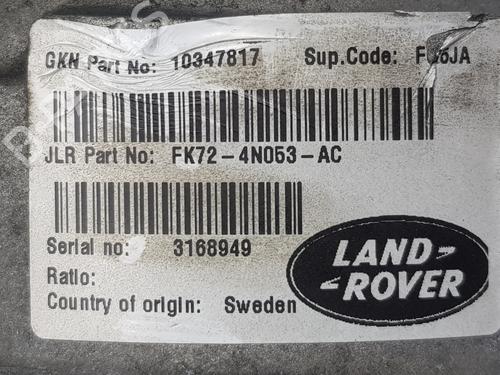 GKN Part No: 10347817 Sup.Code:
JLR Part No: FK72-4N053-AC
Serial no: 3168949
Ratio:
Country of origin: Sweden
LAND-
-ROVER